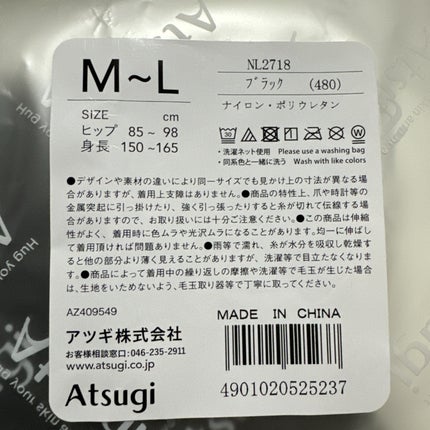 M~L
SIZE cm
ヒップ 85~ 98
身長 ~150~165
NL2718
ブラック (480)
ナイロン・ポリウレタン
30
・洗濯ネット使用 Please use a washing bag
・同系色と一緒に洗う Wash with like colors
●デザインや素材の違いにより同一サイズでも見かけ上の寸法が異なる場
合がありますが、着用上支障はありません。●商品の特性上、爪や時計等の
金属突起に引っ掛けたり、強く引っ張ったりすると糸が切れて伝線する場合
がありますので、お取り扱いには十分ご注意ください。●この商品は伸縮
性がよく、着用時に色ムラや光沢ムラになることがあります。均一に伸ばし
て着用頂ければ問題ありません。●雨等で濡れ、糸が水分を吸収し乾燥す
ると他の部分より薄く見えることがありますが、洗濯等で目立たなくなりま
す。●商品によって着用中の繰り返しの摩擦や洗濯等で毛玉が生じた場合
は、生地をいためないよう、毛玉取り器等で丁寧に取ってください。
AZ409549
アツギ株式会社
お客様相談窓口: 046-235-2911
www.atsugi.co.jp
Atsugi
MADE IN CHINA
4901020525237